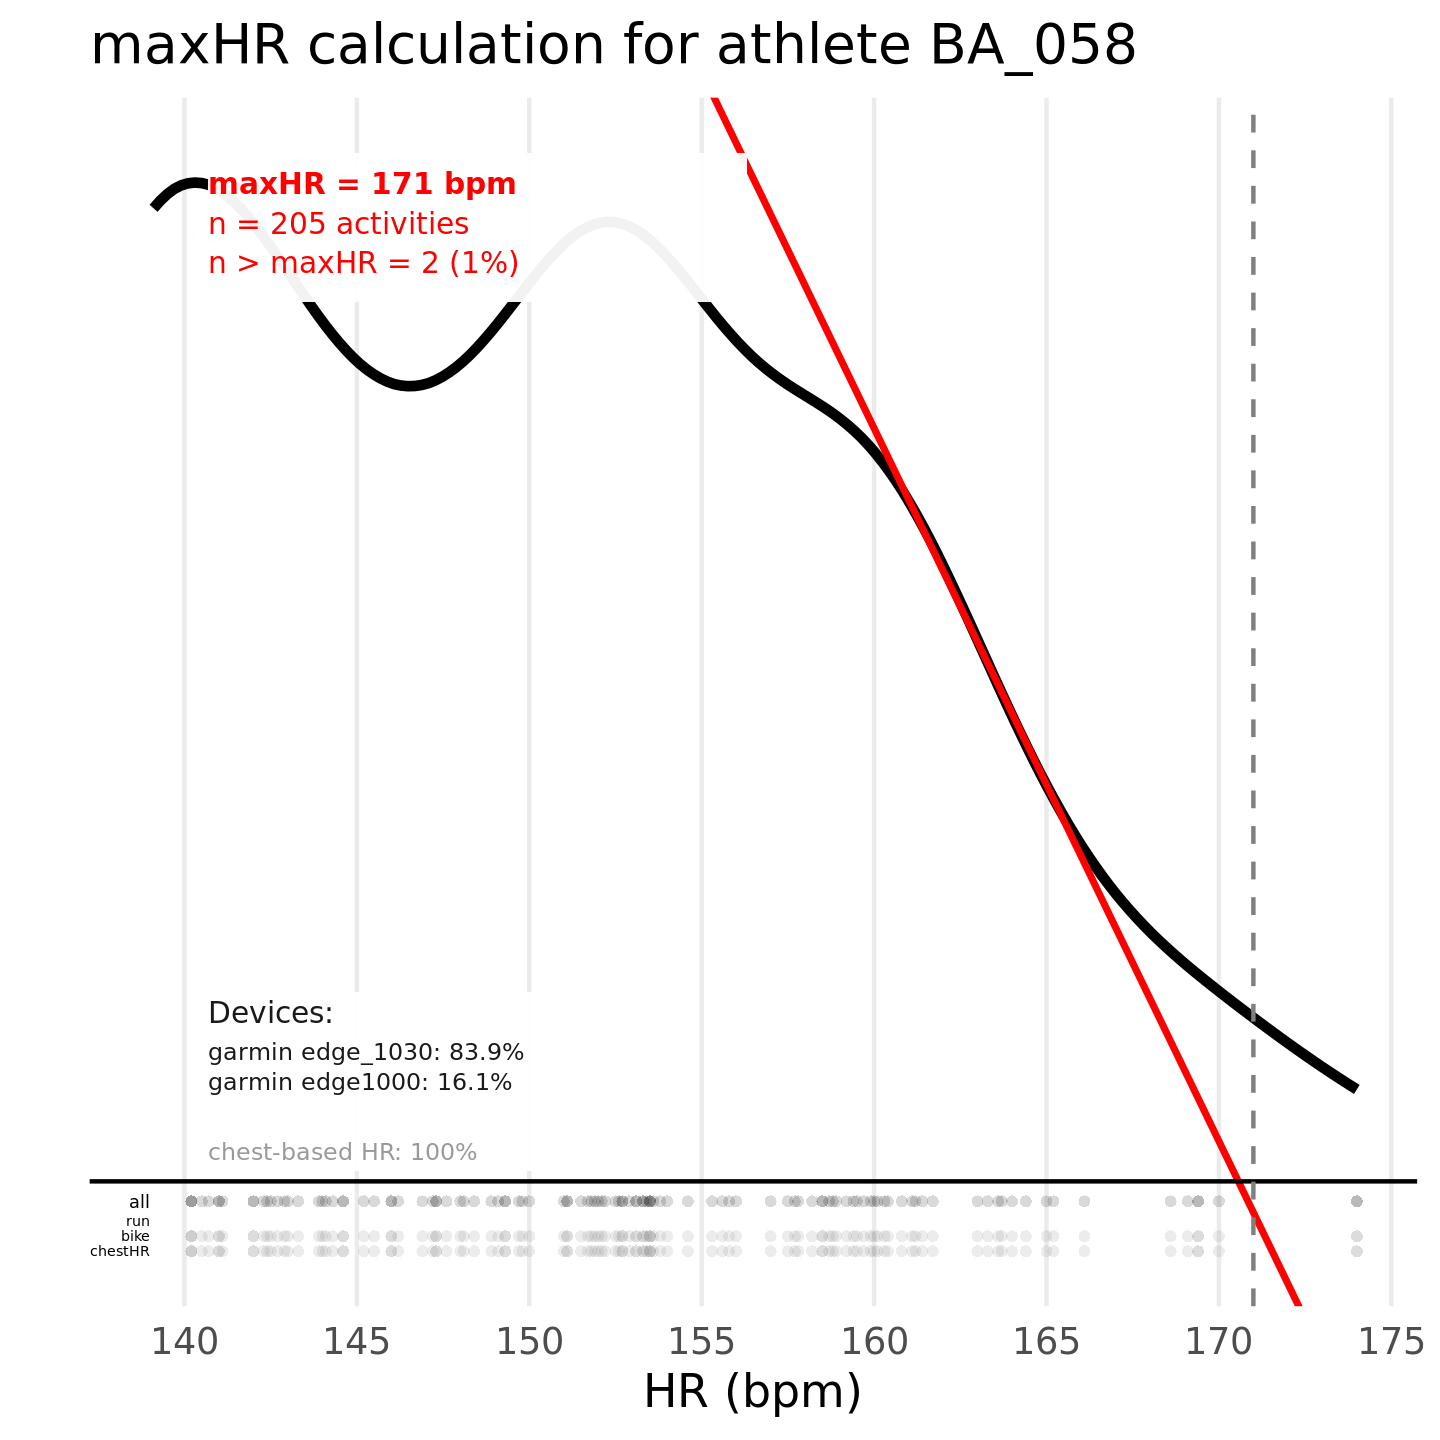 maxHR calculation for athlete BA_058
maxHR = 171 bpm
n = 205 activities
n > maxHR = 2 (1%)
Devices:
garmin edge_1030: 83.9%
garmin edge1000: 16.1%
chest-based HR: 100%
all
run
bike
chestHR
140 145 150 155 160 165 170 175
HR (bpm)